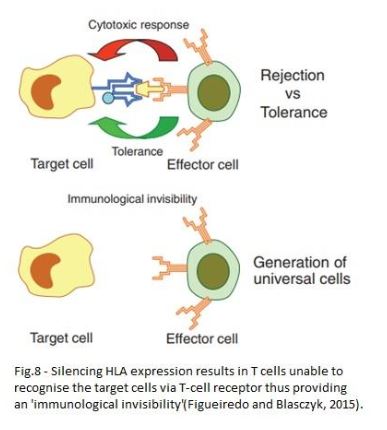 Cytotoxic response
Rejection
vs
Tolerance
Tolerance
Target cell
Effector cell
Immunological invisibility
Generation of
universal cells
Target cell
Effector cell
Fig.8 - Silencing HLA expression results in T cells unable to
recognise the target cells via T-cell receptor thus providing
an 'immunological invisibility'(Figueiredo and Blasczyk, 2015).